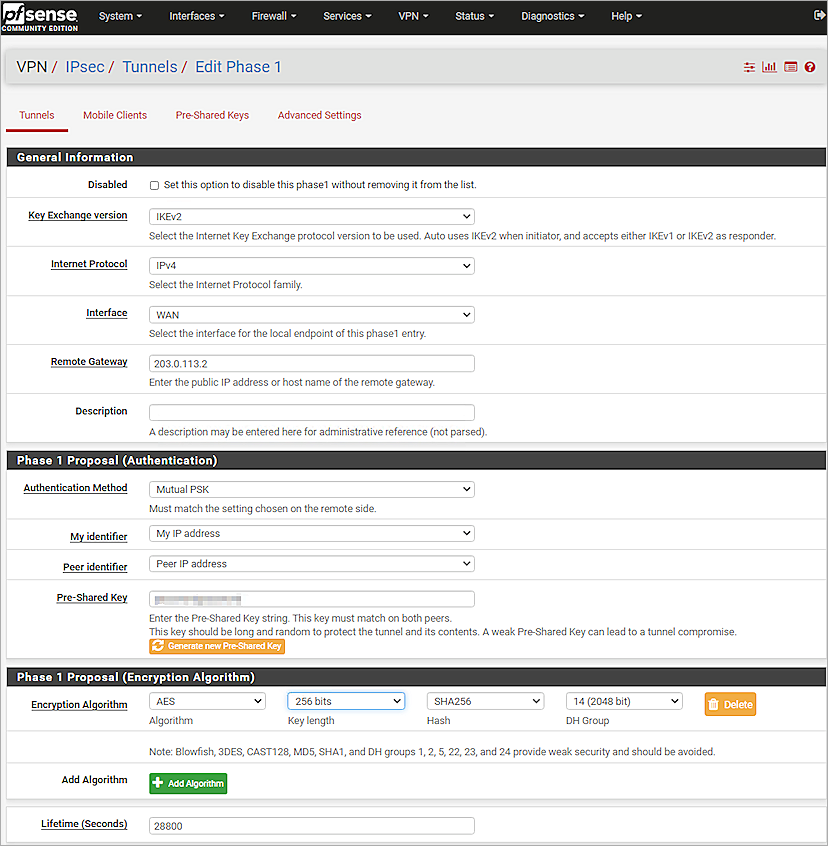 pfsense
COMMUNITY EDITION
System Interfaces Firewall Services VPN Status Diagnostics Help
VPN / IPsec / Tunnels / Edit Phase 1
Tunnels Mobile Clients Pre-Shared Keys Advanced Settings
General Information
Disabled Set this option to disable this phase1 without removing it from the list.
Key Exchange version IKEv2
Select the Internet Key Exchange protocol version to be used. Auto uses IKEv2 when initiator, and accepts either IKEv1 or IKEv2 as responder.
Internet Protocol IPv4
Select the Internet Protocol family.
Interface WAN
Select the interface for the local endpoint of this phase1 entry.
Remote Gateway 203.0.113.2
Enter the public IP address or host name of the remote gateway.
Description
A description may be entered here for administrative reference (not parsed).
Phase 1 Proposal (Authentication)
Authentication Method Mutual PSK
Must match the setting chosen on the remote side.
My identifier My IP address
Peer identifier Peer IP address
Pre-Shared Key
Enter the Pre-Shared Key string. This key must match on both peers.
This key should be long and random to protect the tunnel and its contents. A weak Pre-Shared Key can lead to a tunnel compromise.
Generate new Pre-Shared Key
Phase 1 Proposal (Encryption Algorithm)
Encryption Algorithm AES 256 bits SHA256 14 (2048 bit) Delete
Algorithm Key length Hash DH Group
Note: Blowfish, 3DES, CAST128, MD5, SHA1, and DH groups 1, 2, 5, 22, 23, and 24 provide weak security and should be avoided.
Add Algorithm Add Algorithm
Lifetime (Seconds) 28800